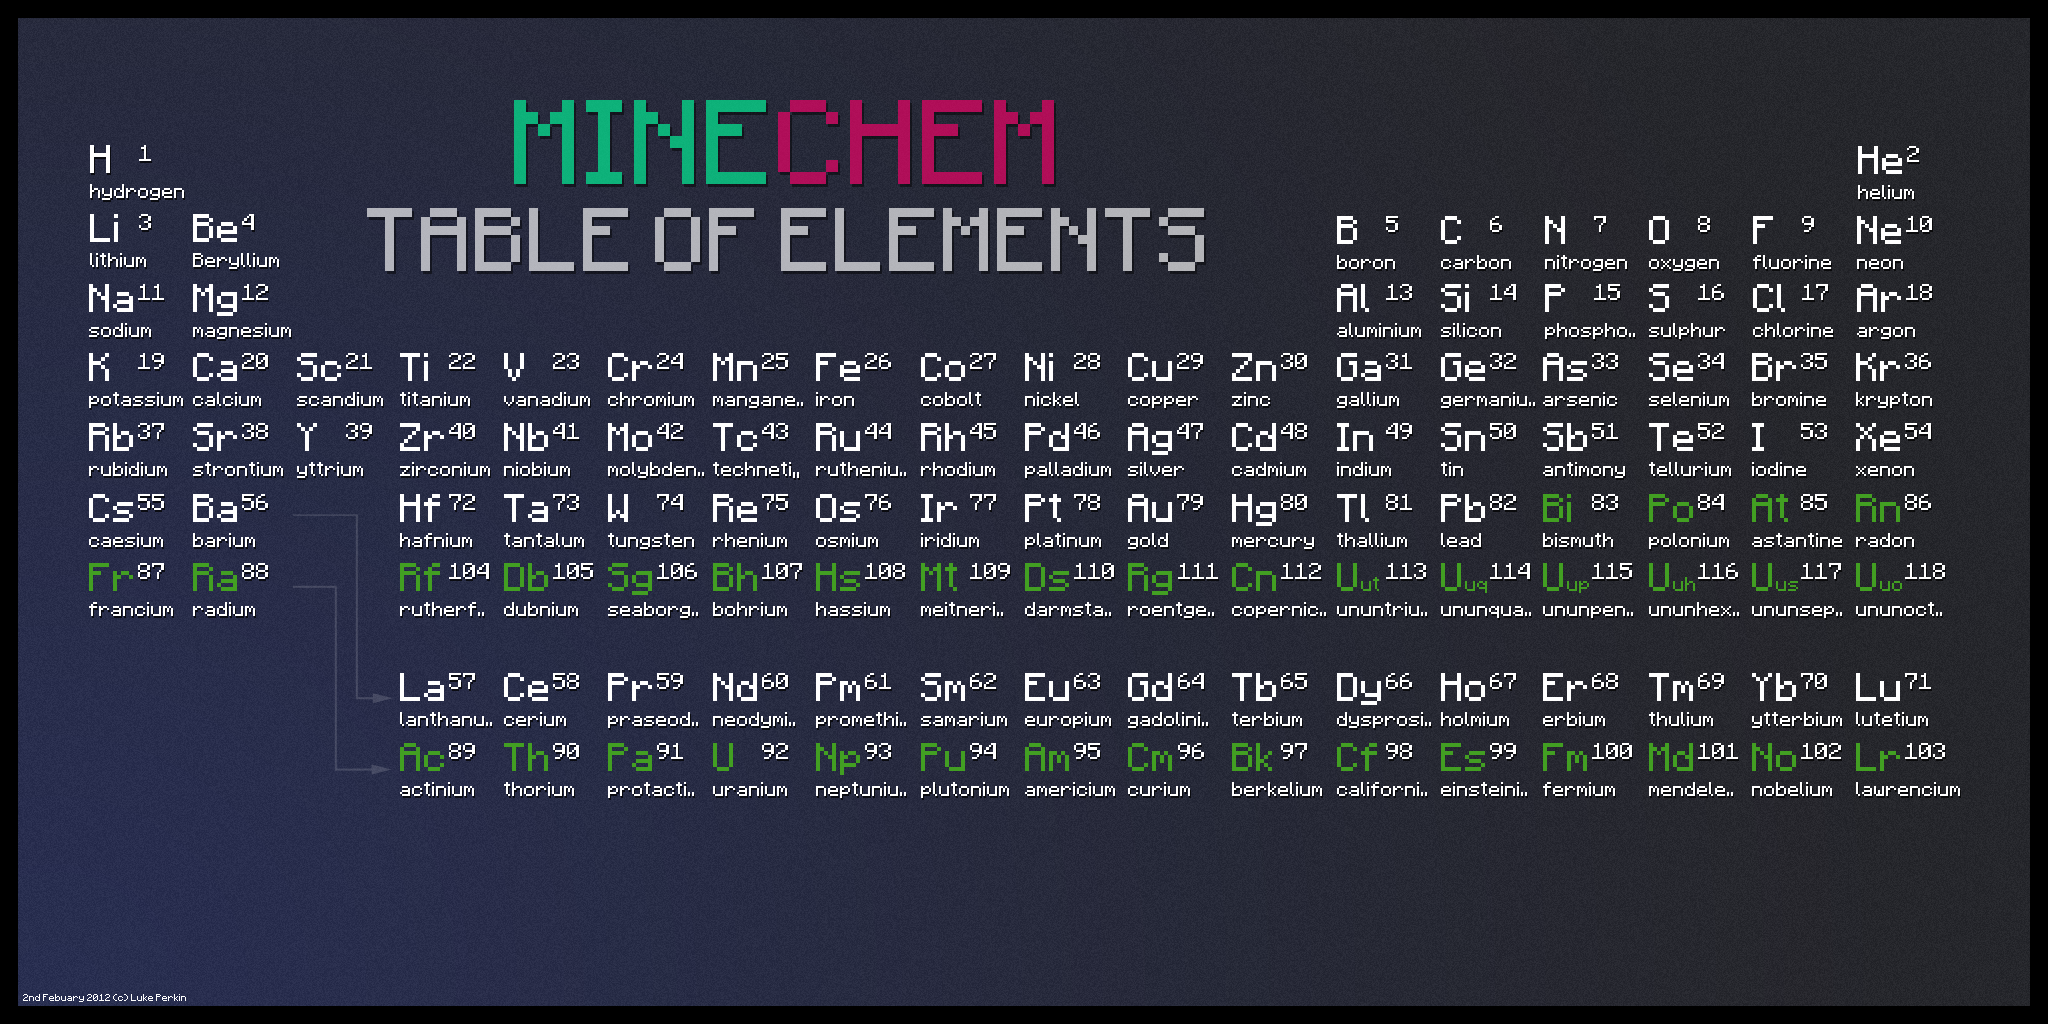 MINECHEM
TABLE OF ELEMENTS
H 1 He 2
hydrogen helium
Li 3 Be 4 B 5 C 6 N 7 O 8 F 9 Ne 10
lithium Beryllium boron carbon nitrogen oxygen fluorine neon
Na 11 Mg 12 Al 13 Si 14 P 15 S 16 Cl 17 Ar 18
sodium magnesium aluminium silicon phospho.. sulphur chlorine argon
K 19 Ca 20 Sc 21 Ti 22 V 23 Cr 24 Mn 25 Fe 26 Co 27 Ni 28 Cu 29 Zn 30 Ga 31 Ge 32 As 33 Se 34 Br 35 Kr 36
potassium calcium scandium titanium vanadium chromium mangane.. iron cobolt nickel copper zinc gallium germaniu.. arsenic selenium bromine krypton
Rb 37 Sr 38 Y 39 Zr 40 Nb 41 Mo 42 Tc 43 Ru 44 Rh 45 Pd 46 Ag 47 Cd 48 In 49 Sn 50 Sb 51 Te 52 I 53 Xe 54
rubidium strontium yttrium zirconium niobium molybden.. techneti,, rutheniu.. rhodium palladium silver cadmium indium tin antimony tellurium iodine xenon
Cs 55 Ba 56 Hf 72 Ta 73 W 74 Re 75 Os 76 Ir 77 Pt 78 Au 79 Hg 80 Tl 81 Pb 82 Bi 83 Po 84 At 85 Rn 86
caesium barium hafnium tantalum tungsten rhenium osmium iridium platinum gold mercury thallium lead bismuth polonium astantine radon
Fr 87 Ra 88 Rf 104 Db 105 Sg 106 Bh 107 Hs 108 Mt 109 Ds 110 Rg 111 Cn 112 Uut 113 Uuq 114 Uup 115 Uuh 116 Uus 117 Uuo 118
francium radium rutherf.. dubnium seaborg.. bohrium hassium meitneri.. darmsta.. roentge.. copernic.. ununtriu.. ununqua.. ununpen.. ununhex.. ununsep.. ununoct..
La 57 Ce 58 Pr 59 Nd 60 Pm 61 Sm 62 Eu 63 Gd 64 Tb 65 Dy 66 Ho 67 Er 68 Tm 69 Yb 70 Lu 71
lanthanu.. cerium praseod.. neodymi.. promethi.. samarium europium gadolini.. terbium dysprosi.. holmium erbium thulium ytterbium lutetium
Ac 89 Th 90 Pa 91 U 92 Np 93 Pu 94 Am 95 Cm 96 Bk 97 Cf 98 Es 99 Fm 100 Md 101 No 102 Lr 103
actinium thorium protacti.. uranium neptuniu.. plutonium americium curium berkelium californi.. einsteini.. fermium mendele.. nobelium lawrencium
2nd Febuary 2012 (c) Luke Perkin